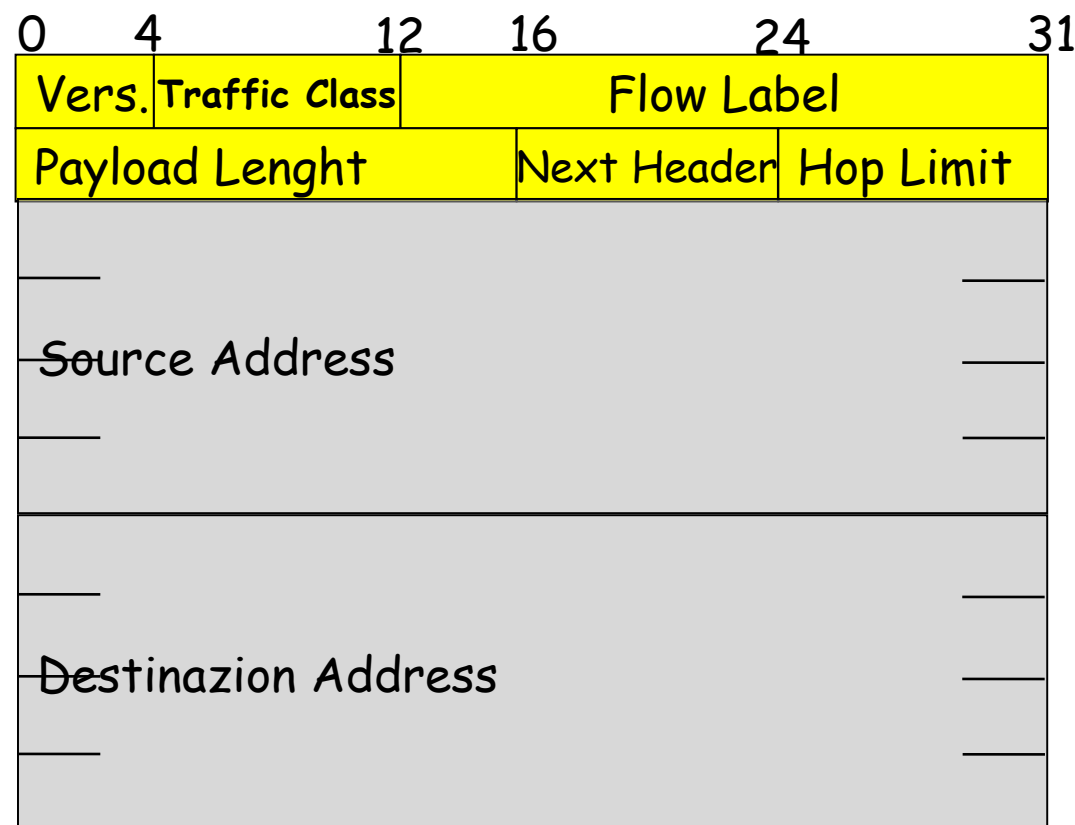 0 4 12 16 24 31
Vers. Traffic Class Flow Label
Payload Lenght Next Header Hop Limit
Source Address
Destinazion Address